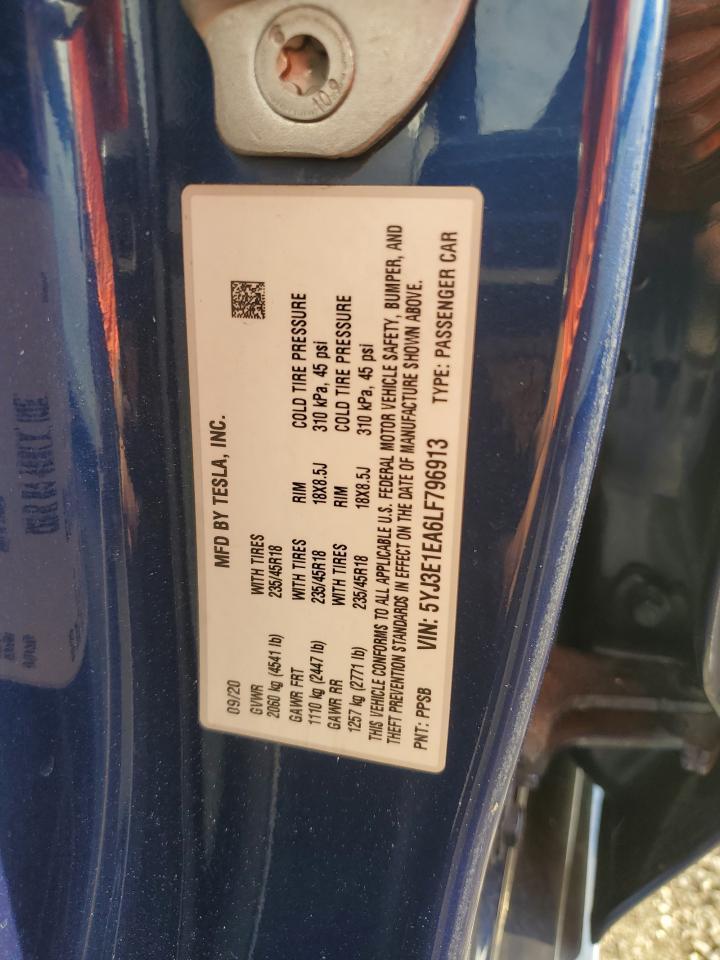 10.9
MFD BY TESLA, INC.
09/20
GVWR WITH TIRES
2060 kg (4541 lb) 235/45R18
GAWR FRT WITH TIRES RIM COLD TIRE PRESSURE
1110 kg (2447 lb) 235/45R18 18X8.5J 310 kPa, 45 psi
GAWR RR WITH TIRES RIM COLD TIRE PRESSURE
1257 kg (2771 lb) 235/45R18 18X8.5J 310 kPa, 45 psi
THIS VEHICLE CONFORMS TO ALL APPLICABLE U.S. FEDERAL MOTOR VEHICLE SAFETY, BUMPER, AND
THEFT PREVENTION STANDARDS IN EFFECT ON THE DATE OF MANUFACTURE SHOWN ABOVE.
PNT: PPSB VIN: 5YJ3E1EA6LF796913 TYPE: PASSENGER CAR